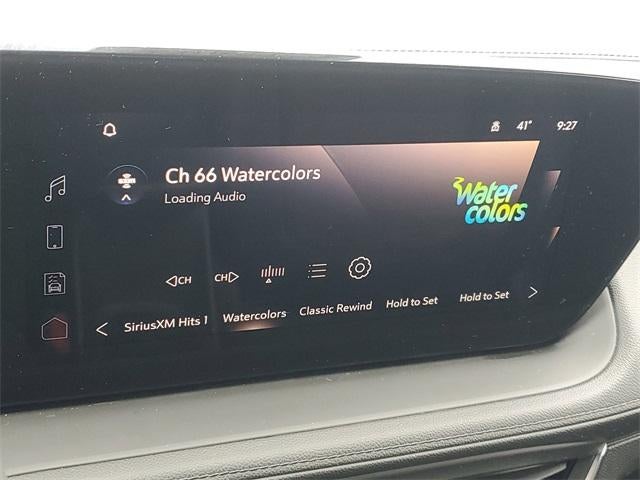 41° 9:27
Ch 66 Watercolors
Loading Audio
Water
colors
CH CH
SiriusXM Hits 1 Watercolors Classic Rewind Hold to Set Hold to Set